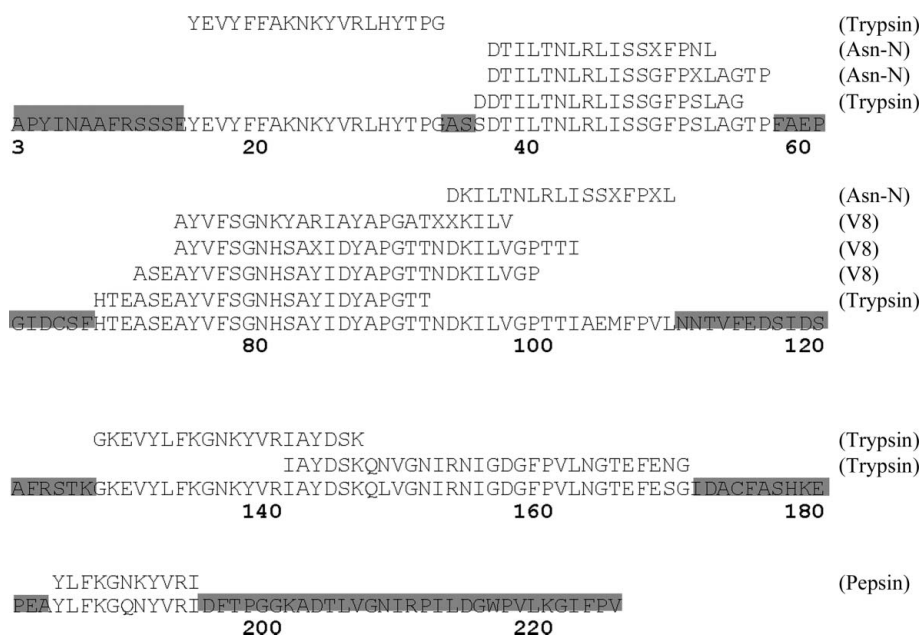 YEVYFFAKNKYVRLHYTPG (Trypsin)
DTILTNLRLISSXFPNL (Asn-N)
DTILTNLRLISSGFPXLAGTP (Asn-N)
DDTILTNLRLISSGFPSLAG (Trypsin)
APYINAAFRSSSEYEVYFFAKNKYVRLHYTPGASSDTILTNLRLISSGFPSLAGTPFAEP
3 20 40 60
DKILTNLRLISSXFPXL (Asn-N)
AYVFSGNKYARIAYAPGATXXKILV (V8)
AYVFSGNHSAXIDYAPGTTNDKILVGPTTI (V8)
ASEAYVFSGNHSAYIDYAPGTTNDKILVGP (V8)
HTEASEAYVFSGNHSAYIDYAPGTT (Trypsin)
GIDCSFHTEASEAYVFSGNHSAYIDYAPGTTNDKILVGPTTIAEMFPVLNNTVFEDSIDS
80 100 120
GKEVYLFKGNKYVRIAYDSK (Trypsin)
IAYDSKQNVGNIRNIGDGFPVLNGTEFENG (Trypsin)
AFRSTKGKEVYLFKGNKYVRIAYDSKQLVGNIRNIGDGFPVLNGTEFESGIDACFASHKE
140 160 180
YLFKGNKYVRI (Pepsin)
PEAYLFKGQNYVRIDFTPGGKADTLVGNIRPILDGWPVLKGIFPV
200 220